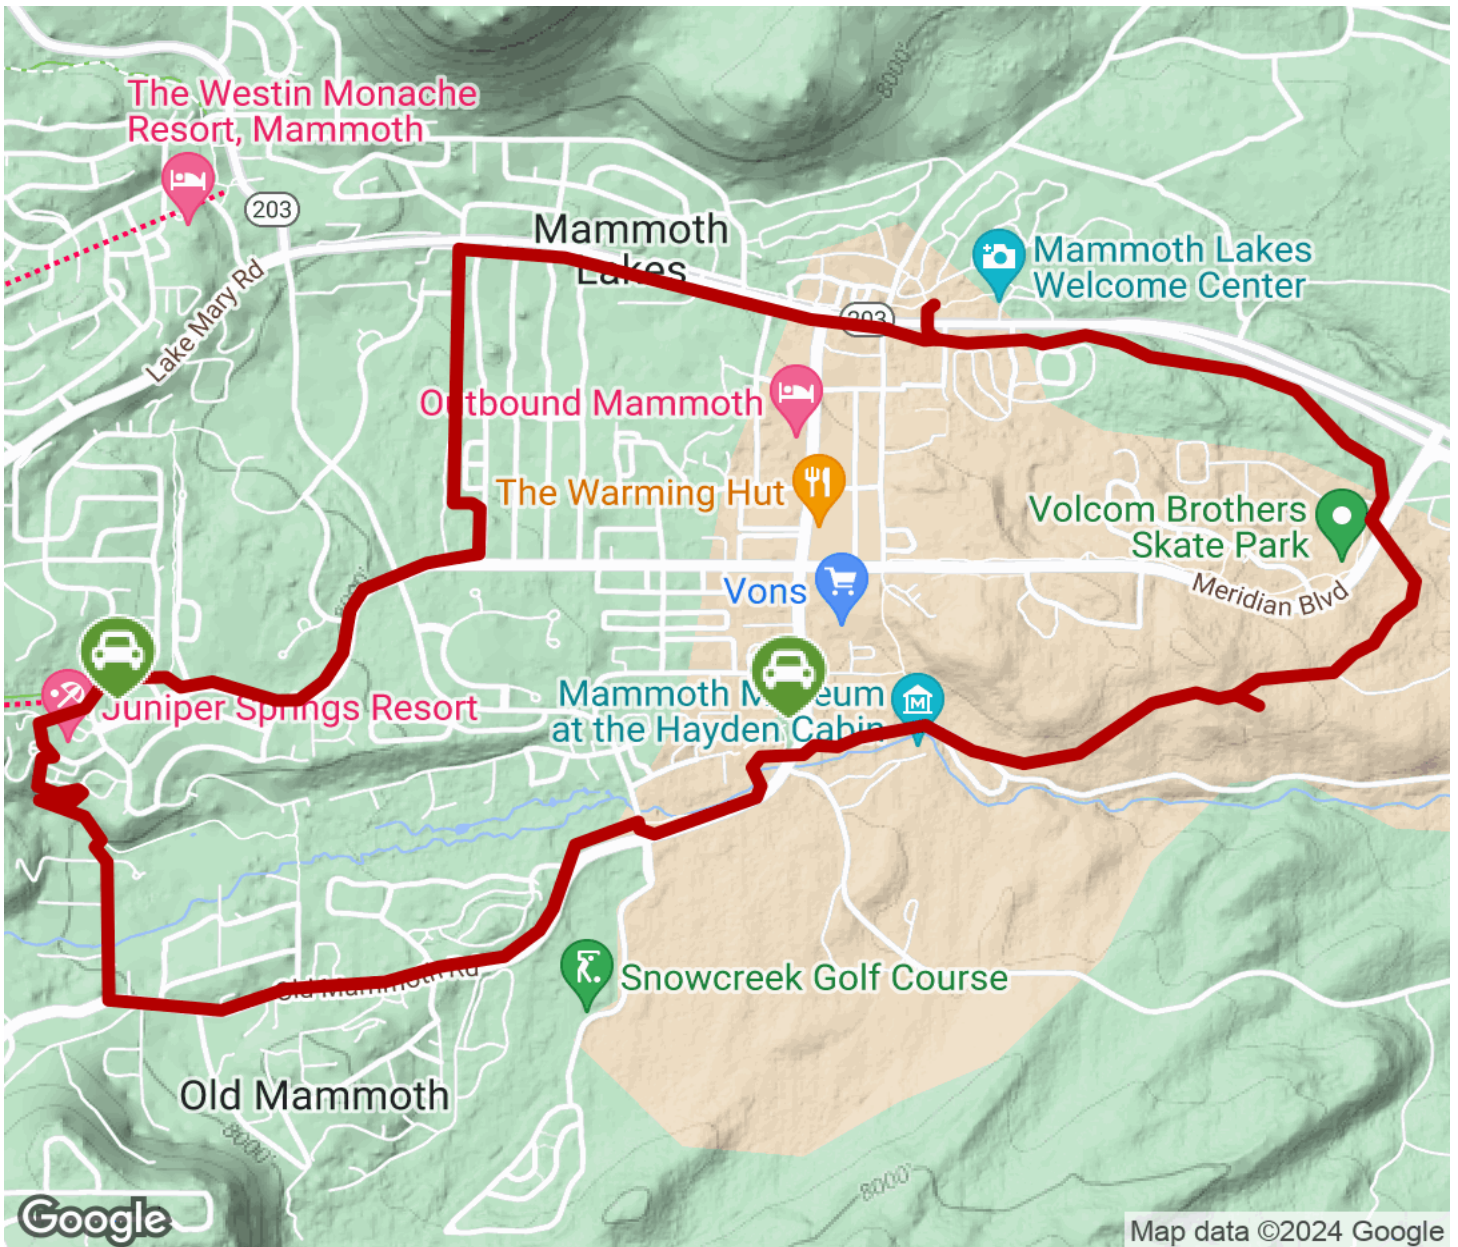 8000'
The Westin Monache
Resort, Mammoth
203
Mammoth
Lakes
Mammoth Lakes
Welcome Center
Lake Mary Rd
203
Outbound Mammoth
The Warming Hut
Volcom Brothers
Skate Park
8000'
Vons
Meridian Blvd
Juniper Springs Resort
Mammoth Museum
at the Hayden Cabin
M
Old Mammoth Rd
Snowcreek Golf Course
Old Mammoth
8000'
8000'
Google
Map data ©2024 Google